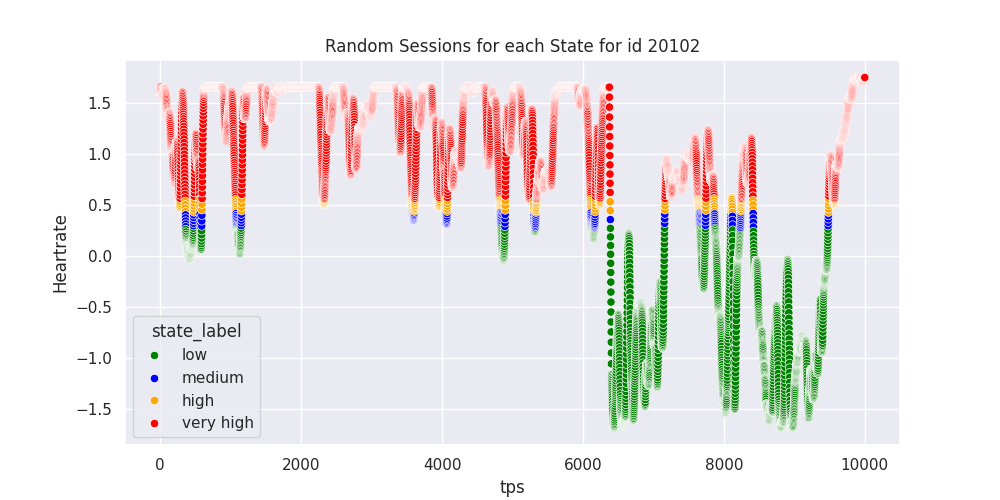 Random Sessions for each State for id 20102
Heartrate
1.5
1.0
0.5
0.0
−0.5
−1.0
−1.5
state_label
low
medium
high
very high
0
2000
4000
6000
8000
10000
tps